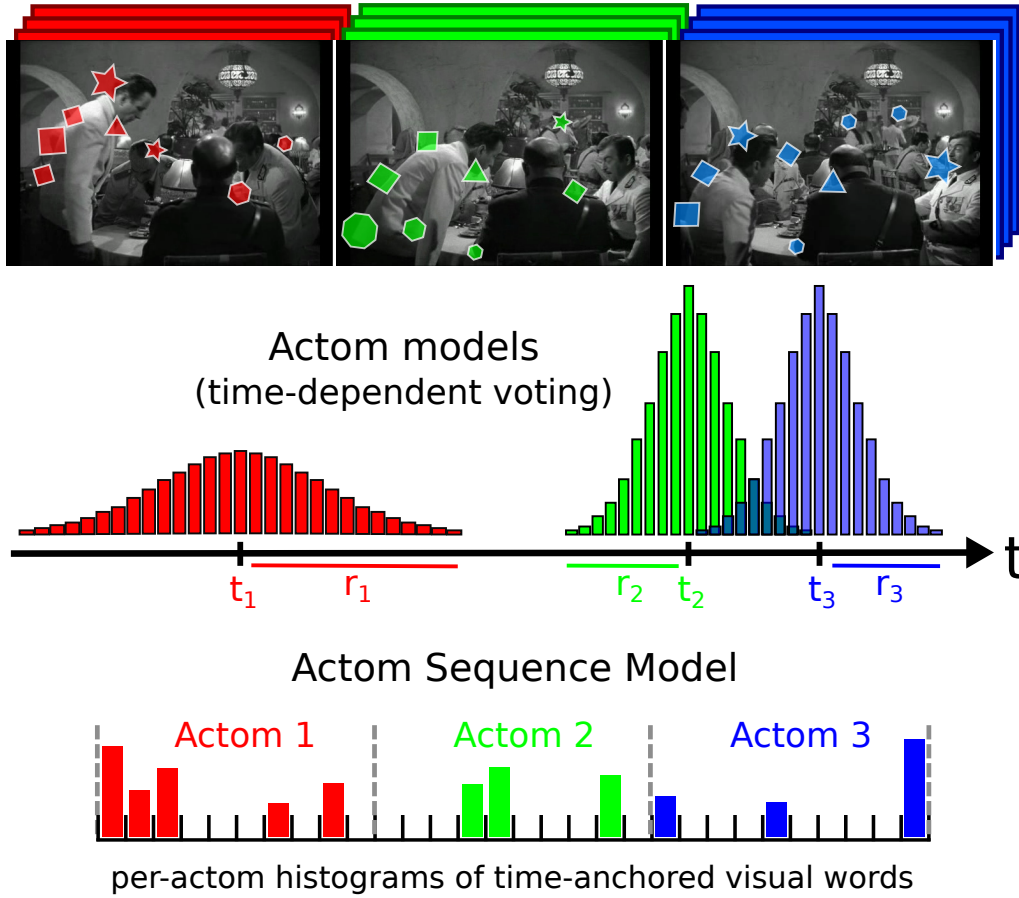 Actom models
(time-dependent voting)
t
t₁
r₁
r₂
t₂
t₃
r₃
Actom Sequence Model
Actom 1
Actom 2
Actom 3
per-actom histograms of time-anchored visual words